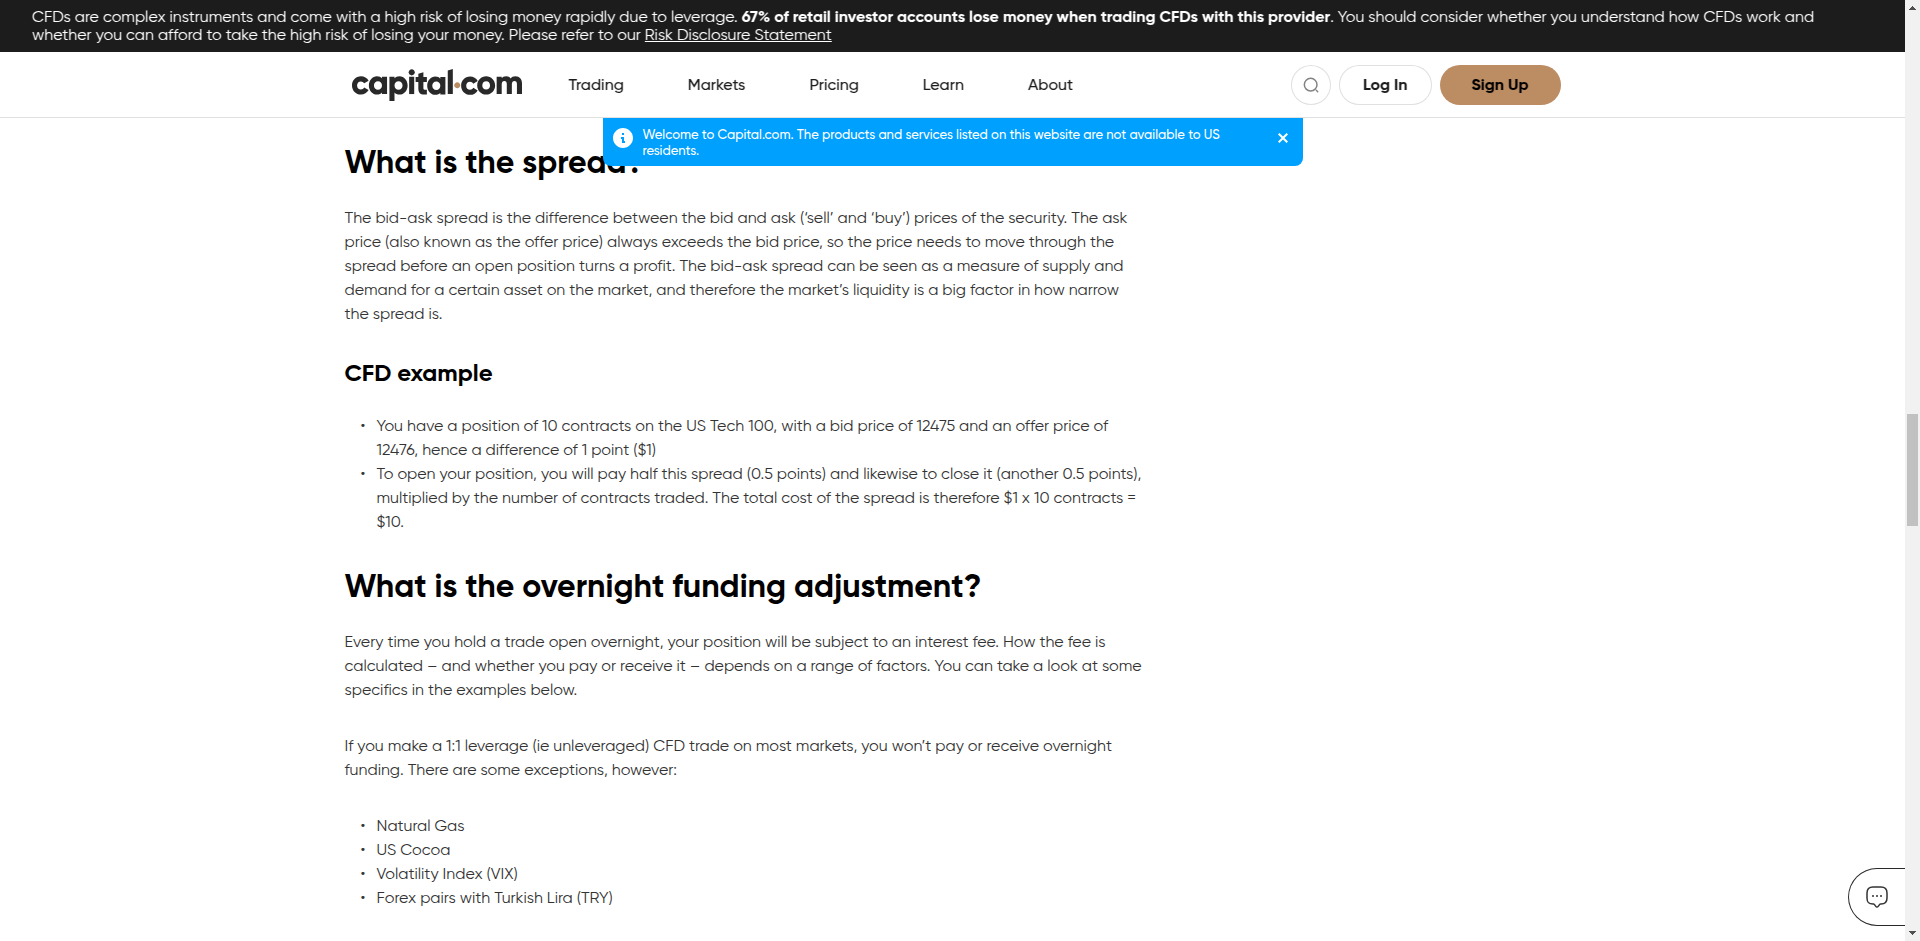 CFDs are complex instruments and come with a high risk of losing money rapidly due to leverage. 67% of retail investor accounts lose money when trading CFDs with this provider. You should consider whether you understand how CFDs work and
whether you can afford to take the high risk of losing your money. Please refer to our Risk Disclosure Statement
capital.com Trading Markets Pricing Learn About Log In Sign Up
Welcome to Capital.com. The products and services listed on this website are not available to US
residents.
What is the spread?
The bid-ask spread is the difference between the bid and ask (‘sell’ and ‘buy’) prices of the security. The ask
price (also known as the offer price) always exceeds the bid price, so the price needs to move through the
spread before an open position turns a profit. The bid-ask spread can be seen as a measure of supply and
demand for a certain asset on the market, and therefore the market’s liquidity is a big factor in how narrow
the spread is.
CFD example
• You have a position of 10 contracts on the US Tech 100, with a bid price of 12475 and an offer price of
12476, hence a difference of 1 point ($1)
• To open your position, you will pay half this spread (0.5 points) and likewise to close it (another 0.5 points),
multiplied by the number of contracts traded. The total cost of the spread is therefore $1 x 10 contracts =
$10.
What is the overnight funding adjustment?
Every time you hold a trade open overnight, your position will be subject to an interest fee. How the fee is
calculated – and whether you pay or receive it – depends on a range of factors. You can take a look at some
specifics in the examples below.
If you make a 1:1 leverage (ie unleveraged) CFD trade on most markets, you won’t pay or receive overnight
funding. There are some exceptions, however:
• Natural Gas
• US Cocoa
• Volatility Index (VIX)
• Forex pairs with Turkish Lira (TRY)